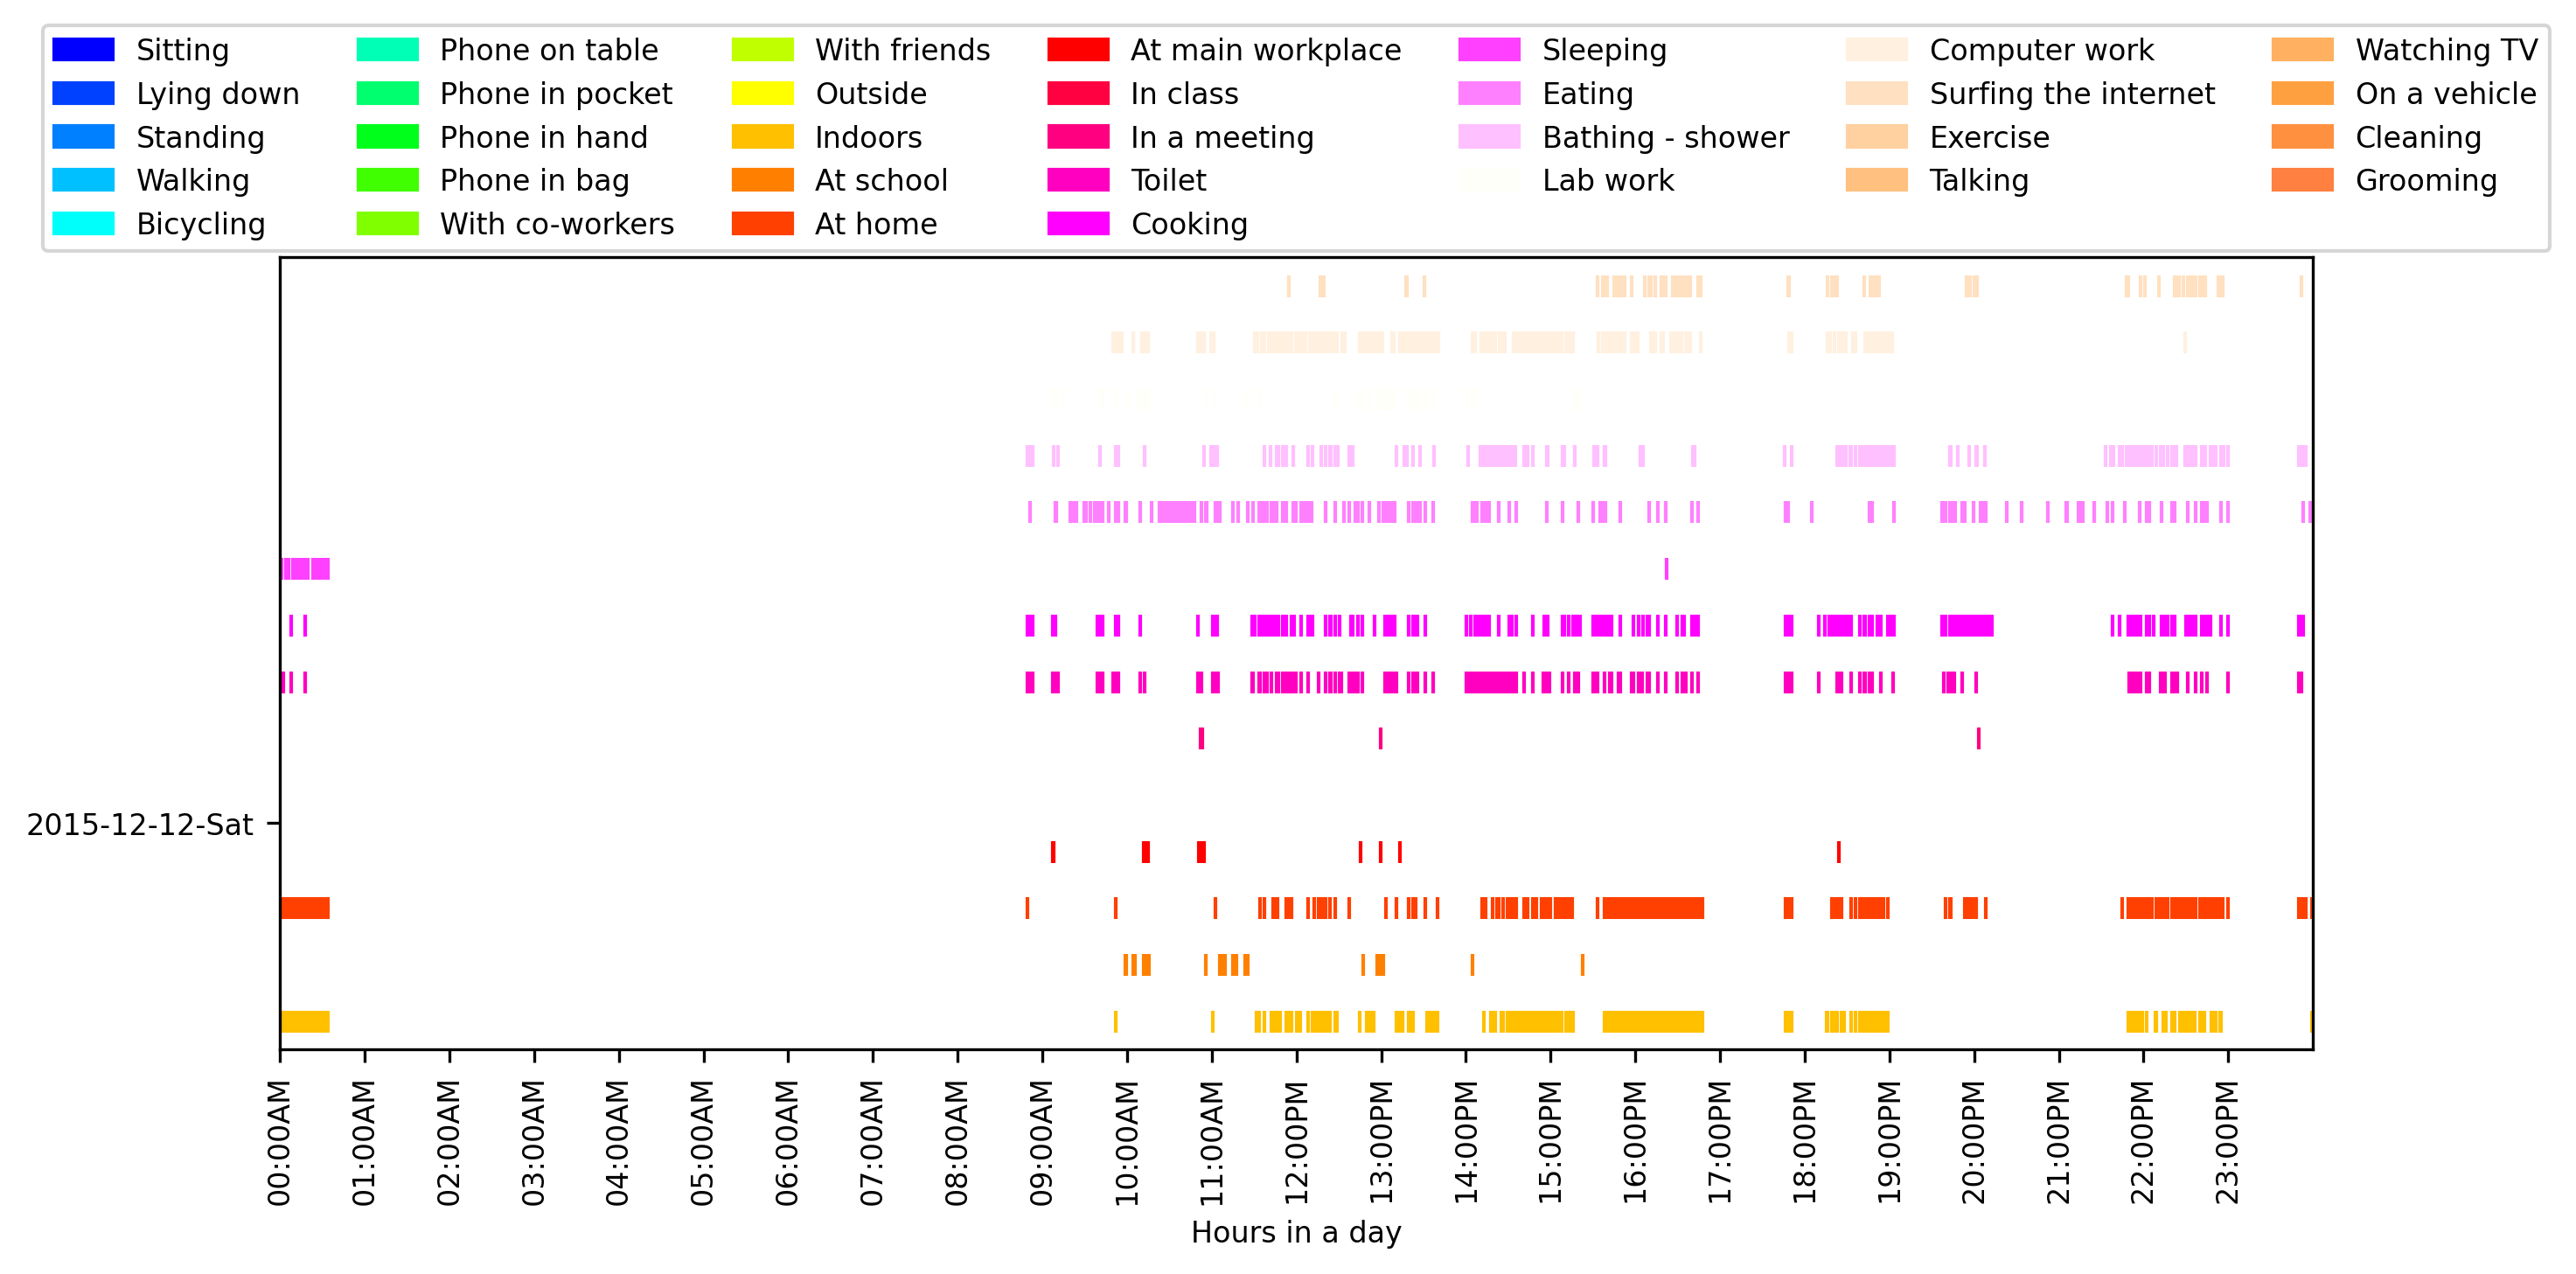 Sitting
Lying down
Standing
Walking
Bicycling
Phone on table
Phone in pocket
Phone in hand
Phone in bag
With co-workers
With friends
Outside
Indoors
At school
At home
At main workplace
In class
In a meeting
Toilet
Cooking
Sleeping
Eating
Bathing - shower
Lab work
Computer work
Surfing the internet
Exercise
Talking
Watching TV
On a vehicle
Cleaning
Grooming
2015-12-12-Sat
00:00AM
01:00AM
02:00AM
03:00AM
04:00AM
05:00AM
06:00AM
07:00AM
08:00AM
09:00AM
10:00AM
11:00AM
12:00PM
13:00PM
14:00PM
15:00PM
16:00PM
17:00PM
18:00PM
19:00PM
20:00PM
21:00PM
22:00PM
23:00PM
Hours in a day